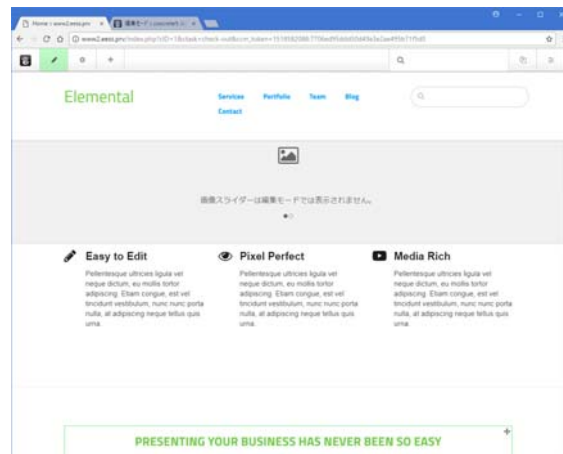 Elemental
Services Portfolio Team Blog
Contact
画像スライダーは編集モードでは表示されません。
Easy to Edit
Pellentesque ultricies ligula vel
neque dictum, eu mollis tortor
adipiscing. Etiam congue, est vel
tincidunt vestibulum, nunc nunc porta
nulla, at adipiscing neque tellus quis
urna.
Pixel Perfect
Pellentesque ultricies ligula vel
neque dictum, eu mollis tortor
adipiscing. Etiam congue, est vel
tincidunt vestibulum, nunc nunc porta
nulla, at adipiscing neque tellus quis
urna.
Media Rich
Pellentesque ultricies ligula vel
neque dictum, eu mollis tortor
adipiscing. Etiam congue, est vel
tincidunt vestibulum, nunc nunc porta
nulla, at adipiscing neque tellus quis
urna.
PRESENTING YOUR BUSINESS HAS NEVER BEEN SO EASY